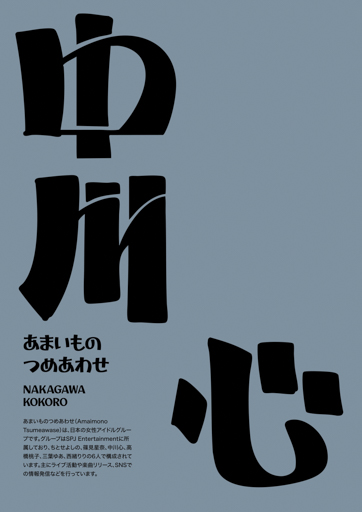 中
川
心
あまいもの
つめあわせ
NAKAGAWA
KOKORO
あまいものつめあわせ（Amaimono
Tsumeawase）は、日本の女性アイドルグルー
プです。グループはSPJ Entertainmentに所
属しており、ちとせよしの、篠見星奈、中川心、高
橋桃子、三葉ゆあ、西緒りりの6人で構成されて
います。主にライブ活動や楽曲リリース、SNSで
の情報発信などを行っています。